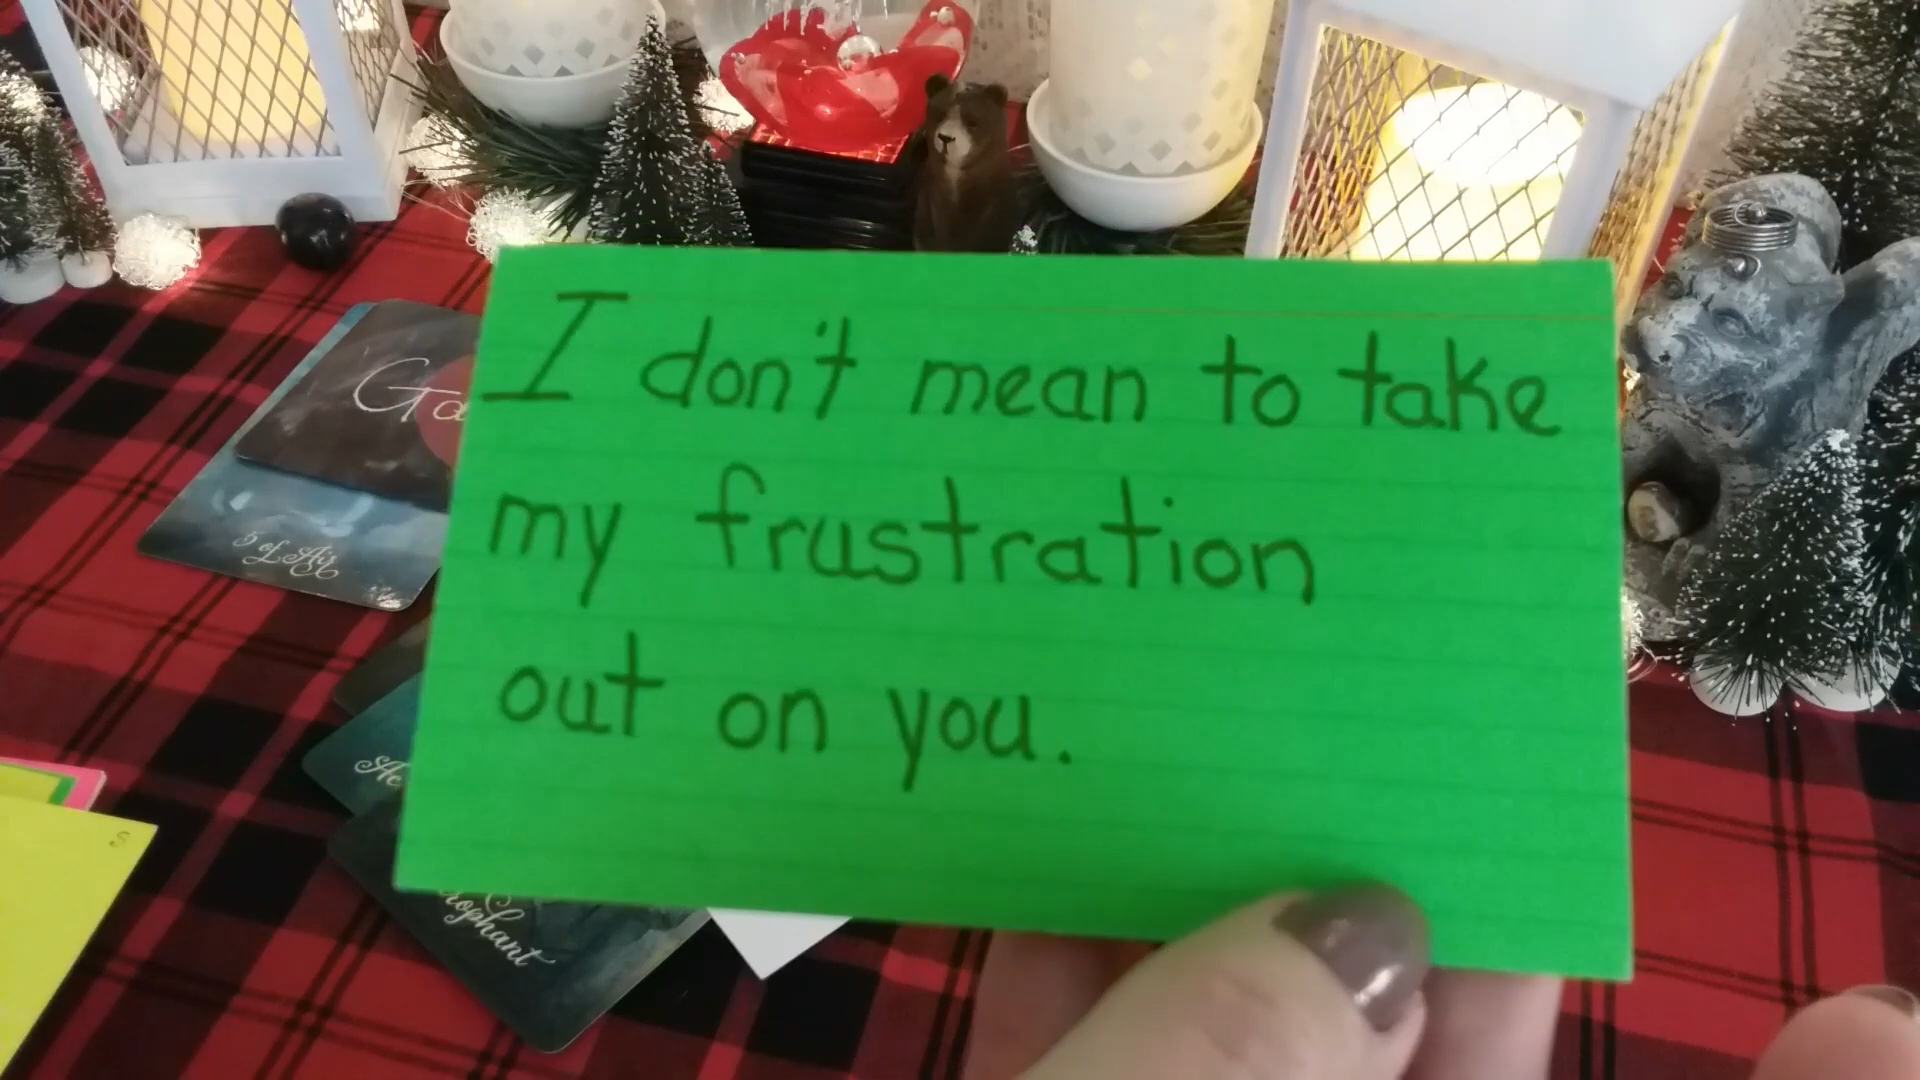 I don't mean to take
my frustration
out on you.
5 of Air